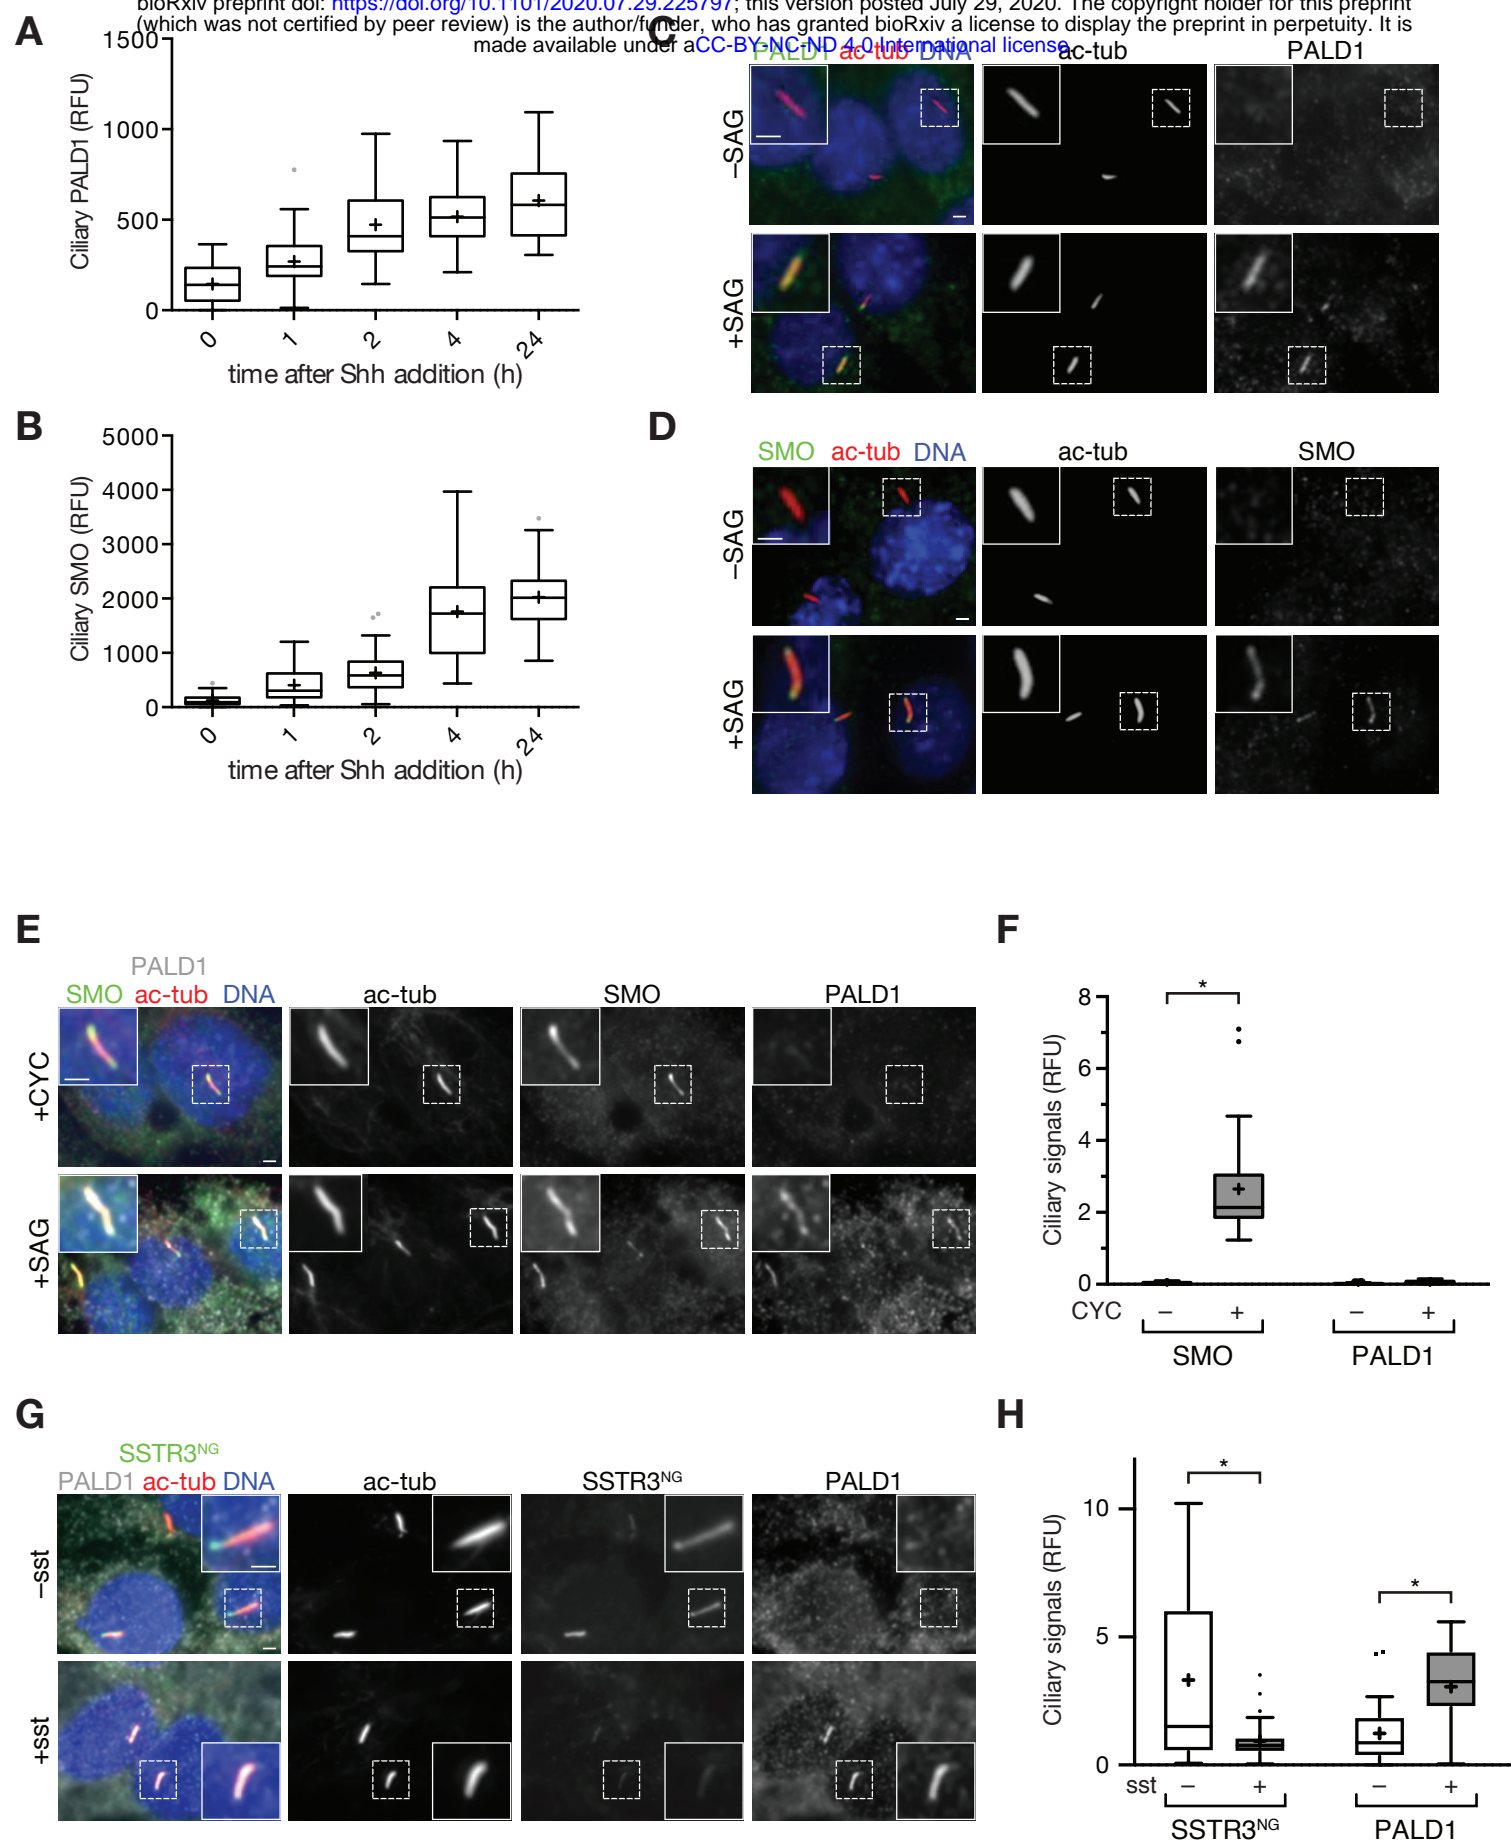 bioRxiv preprint doi: https://doi.org/10.1101/2020.07.29.225797; this version posted July 29, 2020. The copyright holder for this preprint
(which was not certified by peer review) is the author/funder, who has granted bioRxiv a license to display the preprint in perpetuity. It is
made available under aCC-BY-NC-ND 4.0 International license.
A
Ciliary PALD1 (RFU)
1500
1000
500
0
0 1 2 4 24
time after Shh addition (h)
B
Ciliary SMO (RFU)
5000
4000
3000
2000
1000
0
0 1 2 4 24
time after Shh addition (h)
C
PALD1 ac-tub DNA
ac-tub
PALD1
–SAG
+SAG
D
SMO ac-tub DNA
ac-tub
SMO
–SAG
+SAG
E
PALD1
SMO ac-tub DNA
ac-tub
SMO
PALD1
+CYC
+SAG
F
Ciliary signals (RFU)
8
6
4
2
0
*
CYC – + – +
SMO PALD1
G
SSTR3NG
PALD1 ac-tub DNA
ac-tub
SSTR3NG
PALD1
–sst
+sst
H
Ciliary signals (RFU)
10
5
0
*
*
sst – + – +
SSTR3NG PALD1